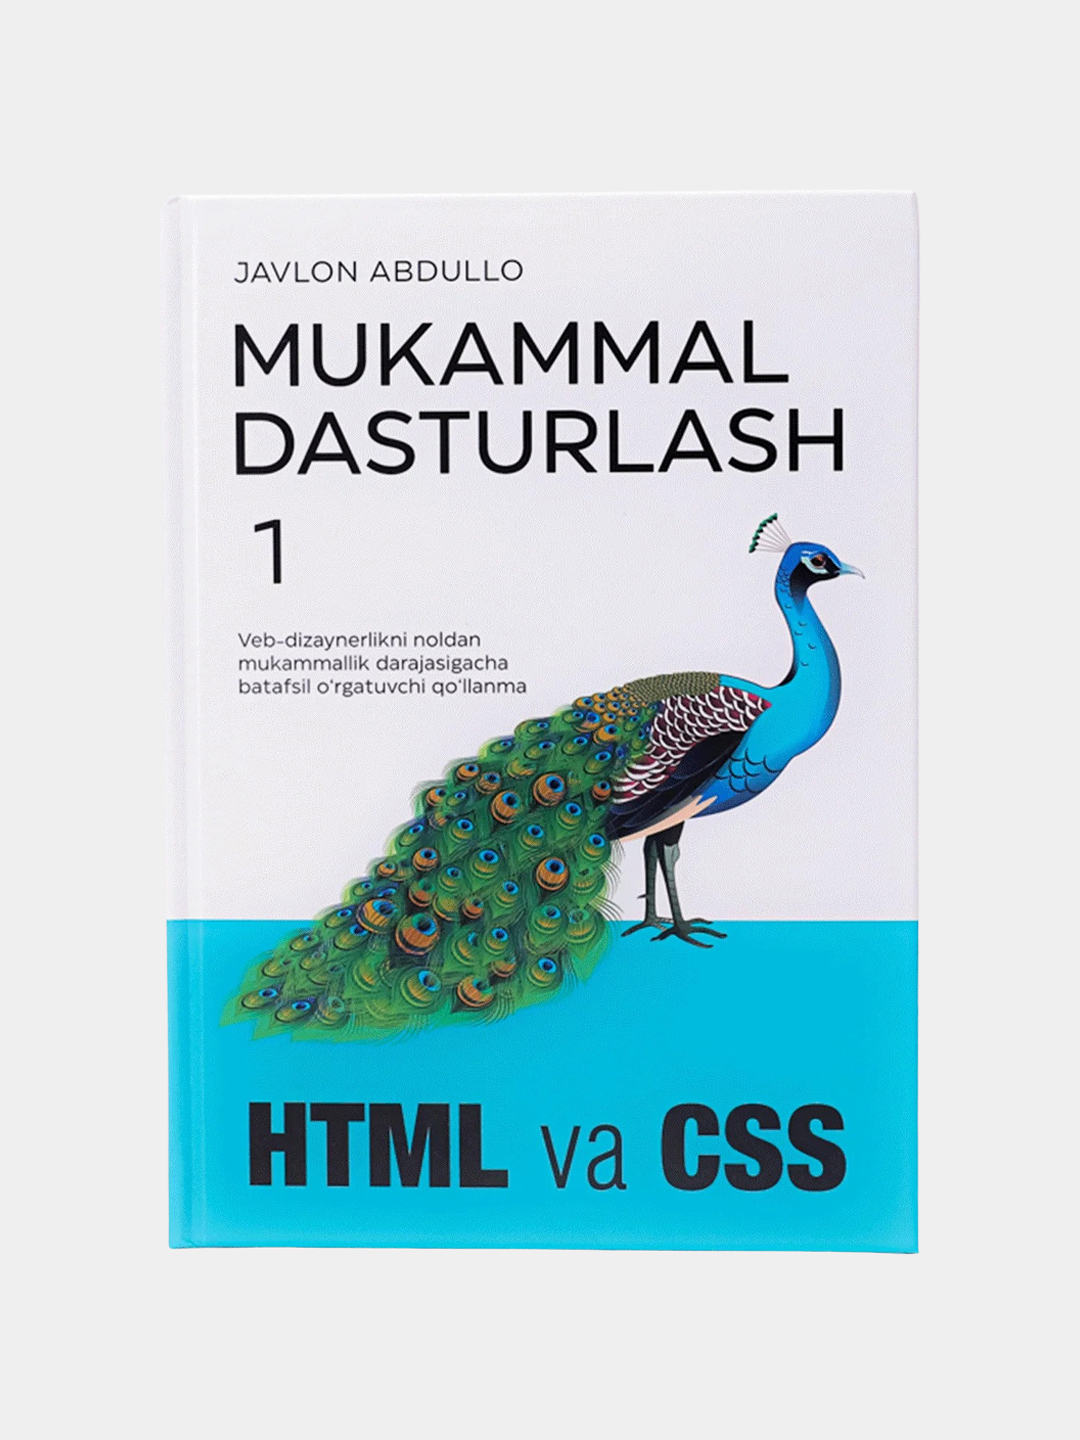 JAVLON ABDULLO
MUKAMMAL
DASTURLASH
1
Veb-dizaynerlikni noldan
mukammallik darajasigacha
batafsil o‘rgatuvchi qo‘llanma
HTML va CSS